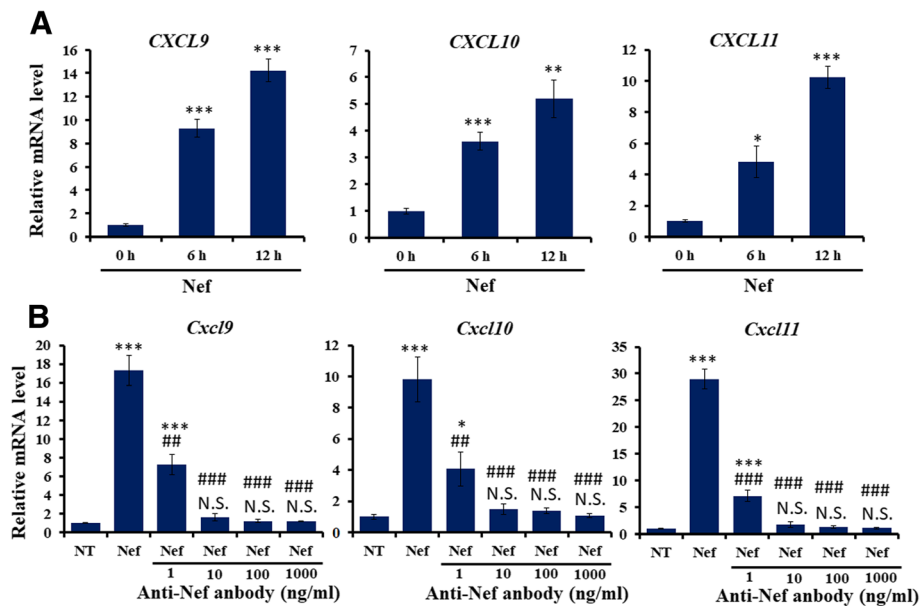 A
CXCL9
CXCL10
CXCL11
Relative mRNA level
16
14
12
10
8
6
4
2
0
***
***
0 h 6 h 12 h
Nef
7
6
5
4
3
2
1
0
***
**
0 h 6 h 12 h
Nef
12
10
8
6
4
2
0
*
***
0 h 6 h 12 h
Nef
B
Cxcl9
Cxcl10
Cxcl11
Relative mRNA level
20
18
16
14
12
10
8
6
4
2
0
***
***
##
### ### ###
N.S. N.S. N.S.
NT Nef Nef Nef Nef Nef
1 10 100 1000
Anti-Nef anbody (ng/ml)
12
10
8
6
4
2
0
***
*
##
### ### ###
N.S. N.S. N.S.
NT Nef Nef Nef Nef Nef
1 10 100 1000
Anti-Nef anbody (ng/ml)
35
30
25
20
15
10
5
0
***
***
###
### ### ###
N.S. N.S. N.S.
NT Nef Nef Nef Nef Nef
1 10 100 1000
Anti-Nef anbody (ng/ml)